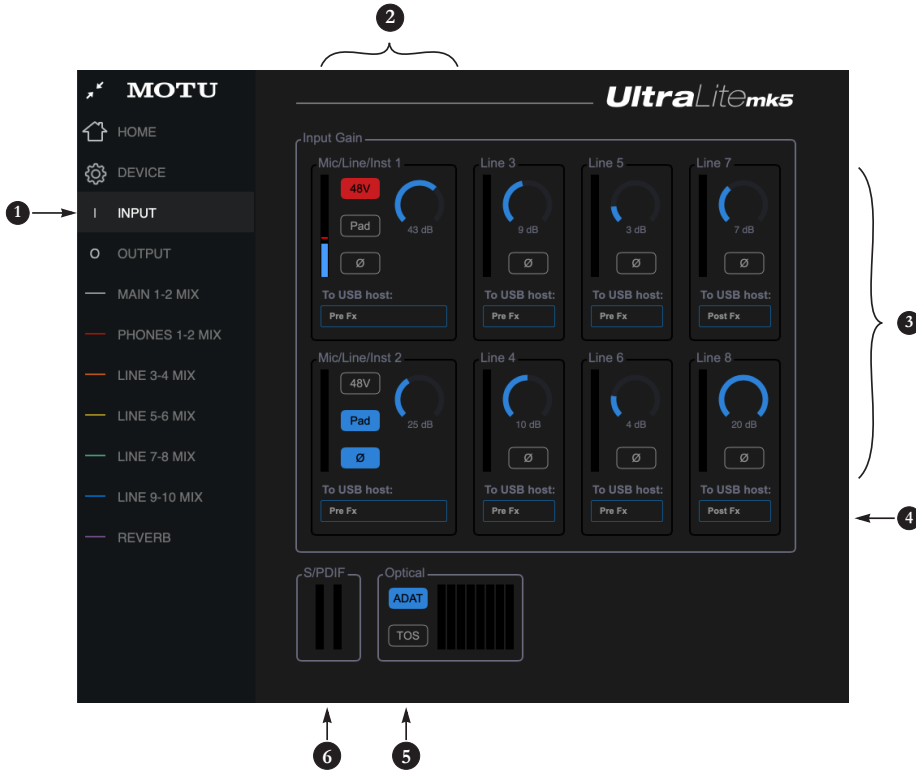 2
MOTU
UltraLitemk5
HOME
DEVICE
1
I INPUT
O OUTPUT
MAIN 1-2 MIX
PHONES 1-2 MIX
LINE 3-4 MIX
LINE 5-6 MIX
LINE 7-8 MIX
LINE 9-10 MIX
REVERB
Input Gain
Mic/Line/Inst 1
48V
Pad
Ø
43 dB
To USB host:
Pre Fx
Line 3
9 dB
Ø
To USB host:
Pre Fx
Line 5
3 dB
Ø
To USB host:
Pre Fx
Line 7
7 dB
Ø
To USB host:
Post Fx
3
Mic/Line/Inst 2
48V
Pad
Ø
25 dB
To USB host:
Pre Fx
Line 4
10 dB
Ø
To USB host:
Pre Fx
Line 6
4 dB
Ø
To USB host:
Pre Fx
Line 8
20 dB
Ø
To USB host:
Post Fx
4
S/PDIF
Optical
ADAT
TOS
6
5